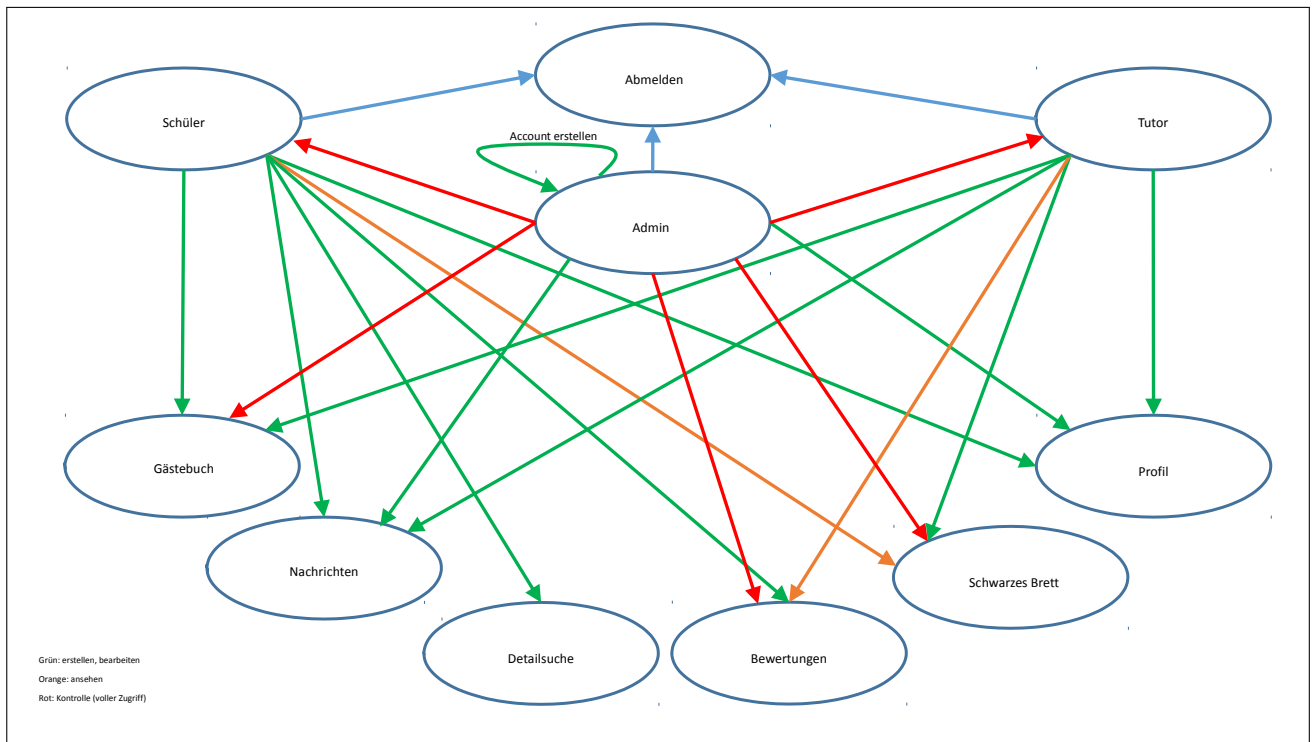 Abmelden
Schüler
Tutor
Account erstellen
Admin
Gästebuch
Profil
Nachrichten
Schwarzes Brett
Detailsuche
Bewertungen
Grün: erstellen, bearbeiten
Orange: ansehen
Rot: Kontrolle (voller Zugriff)